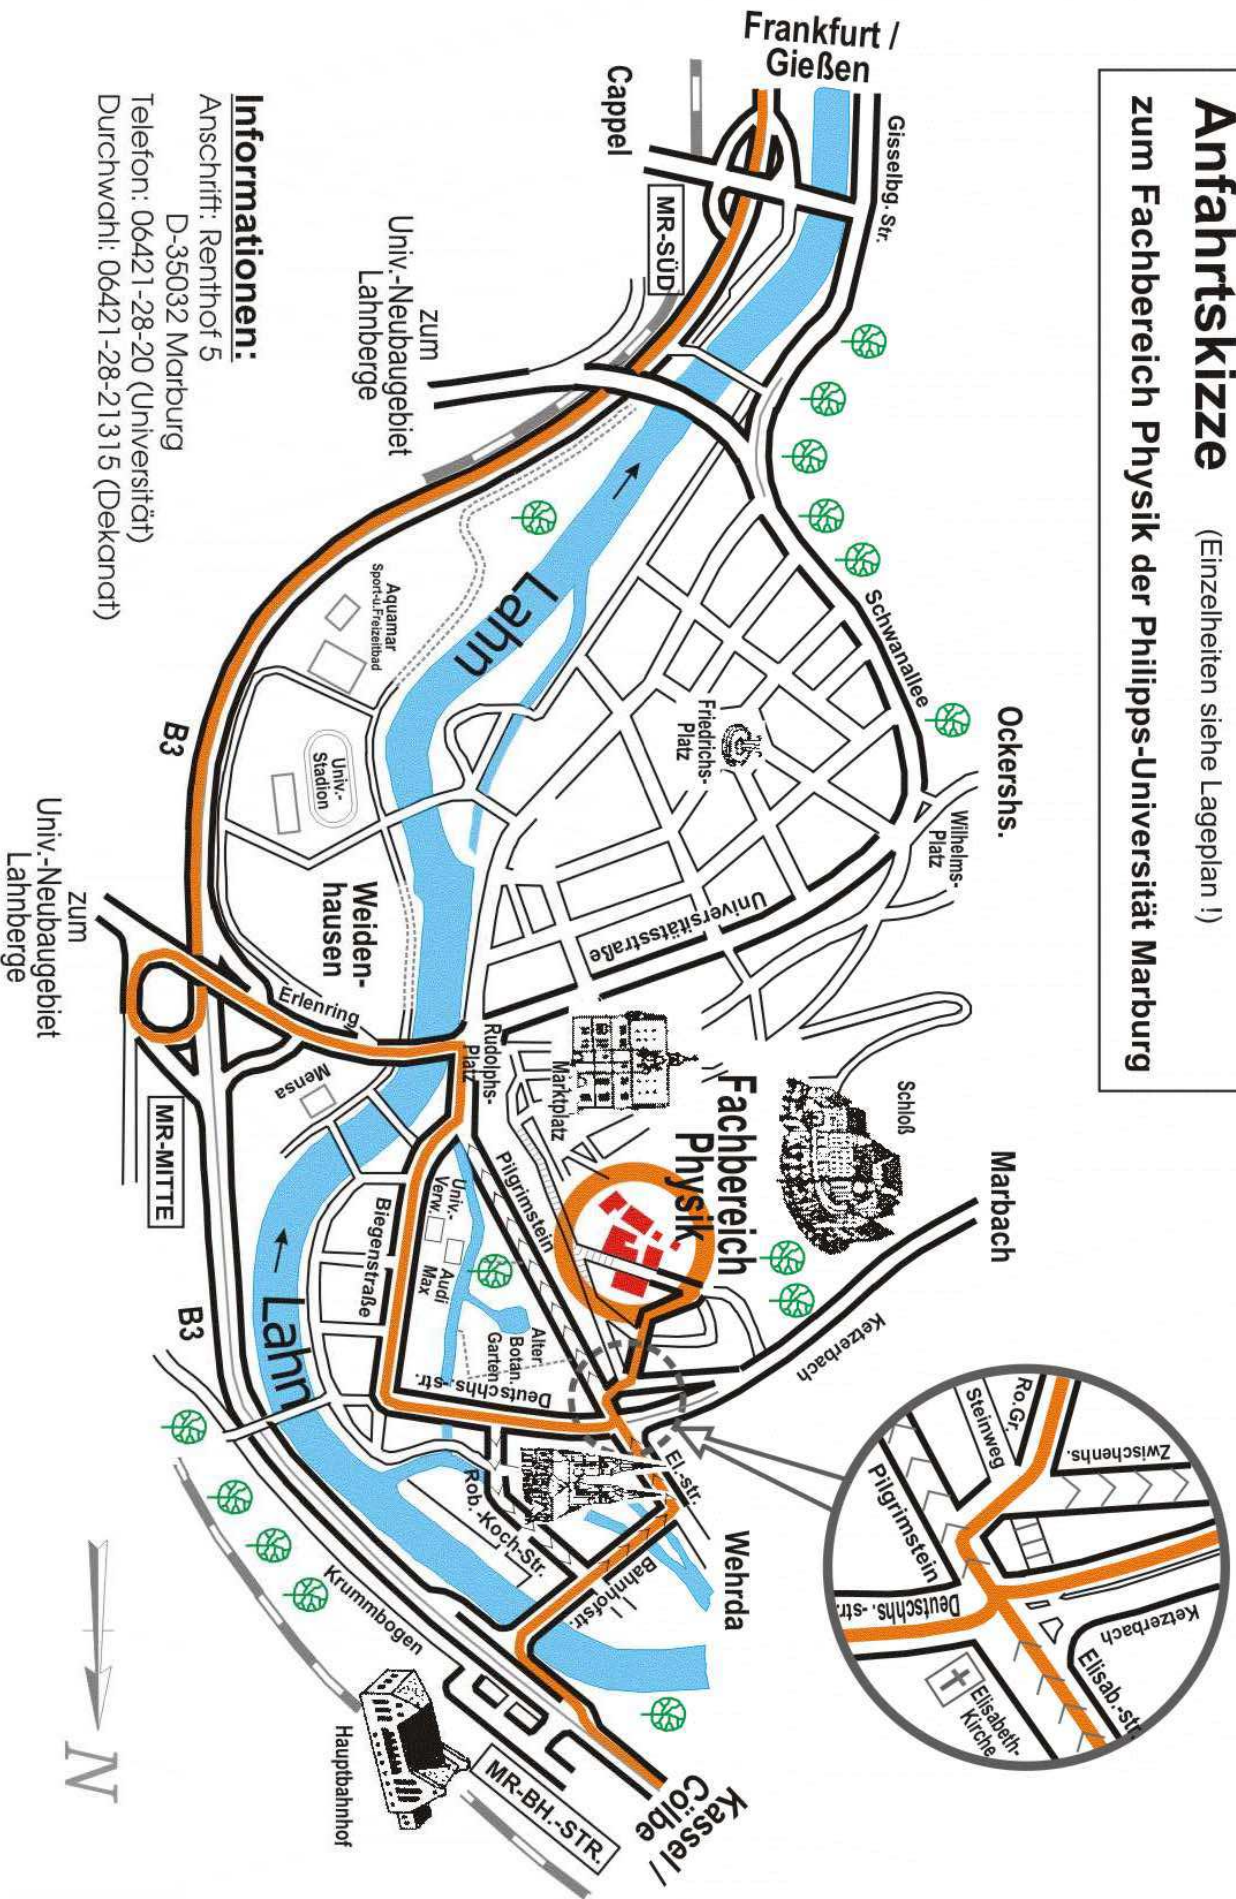 Anfahrtskizze (Einzelheiten siehe Lageplan !)
zum Fachbereich Physik der Philipps-Universität Marburg
Frankfurt /
Gießen
Gisselbg. Str.
Cappel
MR-SÜD
zum
Univ.-Neubaugebiet
Lahnberge
Informationen:
Anschrift: Renthof 5
D-35032 Marburg
Telefon: 06421-28-20 (Universität)
Durchwahl: 06421-28-21315 (Dekanat)
Schwanallee
Ockershs.
Wilhelms-
Platz
Friedrichs-
Platz
Lahn
Aquamar
Sport-u.Freizeitbad
Univ.-
Stadion
B3
Weiden-
hausen
Universitätsstraße
zum
Univ.-Neubaugebiet
Lahnberge
Erlenring
Mensa
MR-MITTE
Rudolphs-
Platz
Marktplatz
Schloß
Marbach
Fachbereich
Physik
Pilgrimstein
Univ.-
Verw.
Audi
Max
Biegenstraße
Alter
Botan.
Garten
Deutschhs.-str.
Ketzerbach
B3
Lahn
El.-str.
Rob.-Koch-Str.
Bahnhofstr.
Wehrda
Krummbogen
Hauptbahnhof
MR-BH.-STR.
Kassel /
Cölbe
Ro.Gr.
Steinweg
Zwischenhs.
Pilgrimstein
Deutschhs.-str.
Ketzerbach
Elisab.-str.
Elisabeth-
Kirche
N